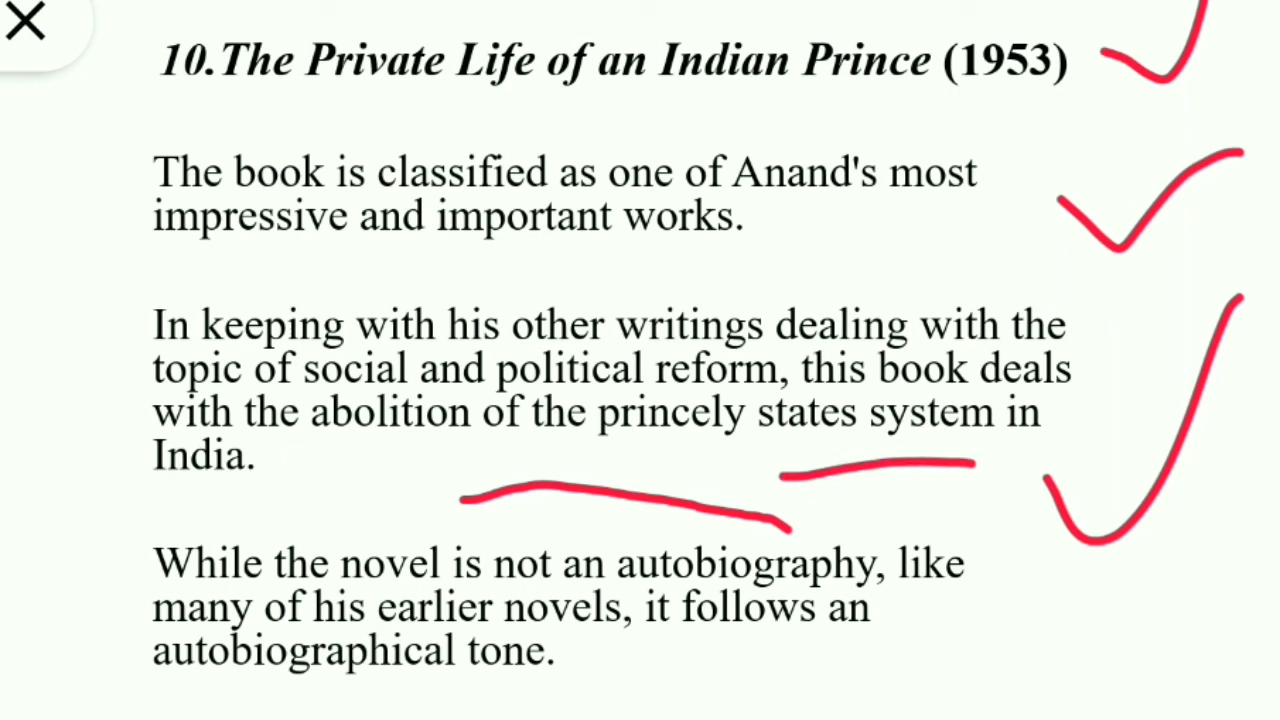 10.The Private Life of an Indian Prince (1953)
The book is classified as one of Anand's most
impressive and important works.
In keeping with his other writings dealing with the
topic of social and political reform, this book deals
with the abolition of the princely states system in
India.
While the novel is not an autobiography, like
many of his earlier novels, it follows an
autobiographical tone.